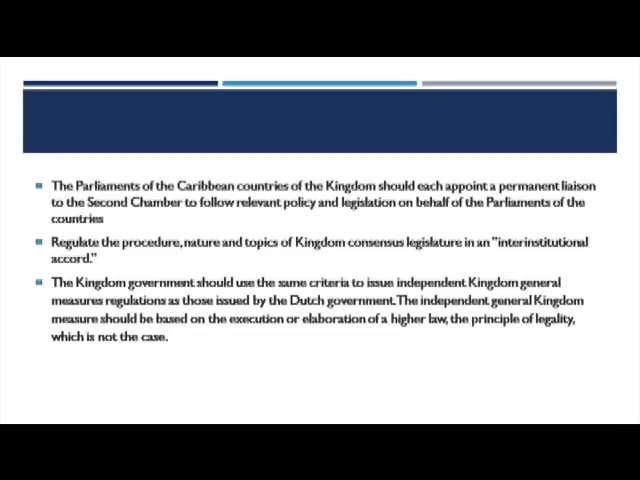 The Parliaments of the Caribbean countries of the Kingdom should each appoint a permanent liaison
to the Second Chamber to follow relevant policy and legislation on behalf of the Parliaments of the
countries
Regulate the procedure, nature and topics of Kingdom consensus legislature in an "interinstitutional
accord."
The Kingdom government should use the same criteria to issue independent Kingdom general
measures regulations as those issued by the Dutch government. The independent general Kingdom
measure should be based on the execution or elaboration of a higher law, the principle of legality,
which is not the case.